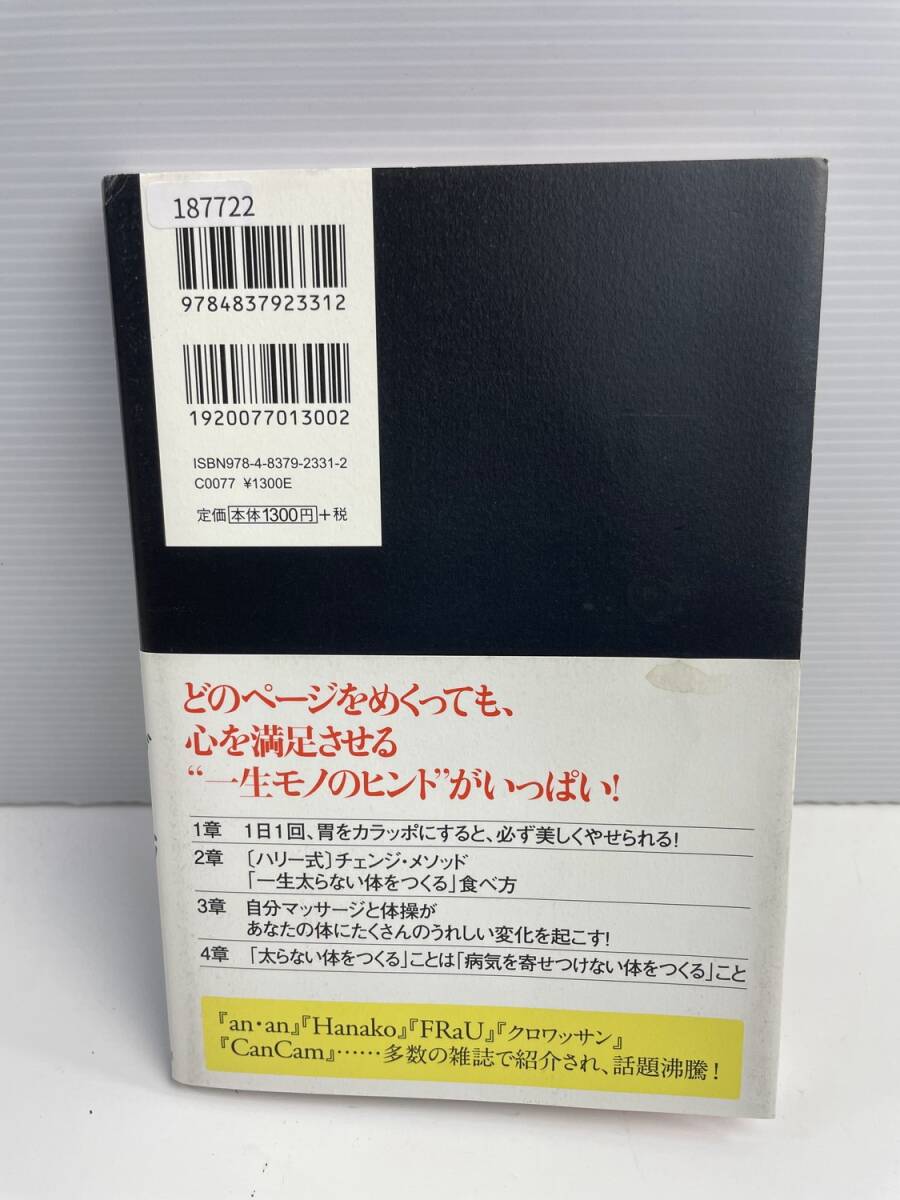 187722
9784837923312
1920077013002
ISBN978-4-8379-2331-2
C0077 ¥1300E
定価 本体1300円 +税
どのページをめくっても、
心を満足させる
“一生モノのヒント”がいっぱい!
1章 1日1回、胃をカラッポにすると、必ず美しくやせられる!
2章 〔ハリー式〕チェンジ・メソッド
「一生太らない体をつくる」食べ方
3章 自分マッサージと体操が
あなたの体にたくさんのうれしい変化を起こす!
4章 「太らない体をつくる」ことは「病気を寄せつけない体をつくる」こと
『an・an』『Hanako』『FRaU』『クロワッサン』
『CanCam』……多数の雑誌で紹介され、話題沸騰!